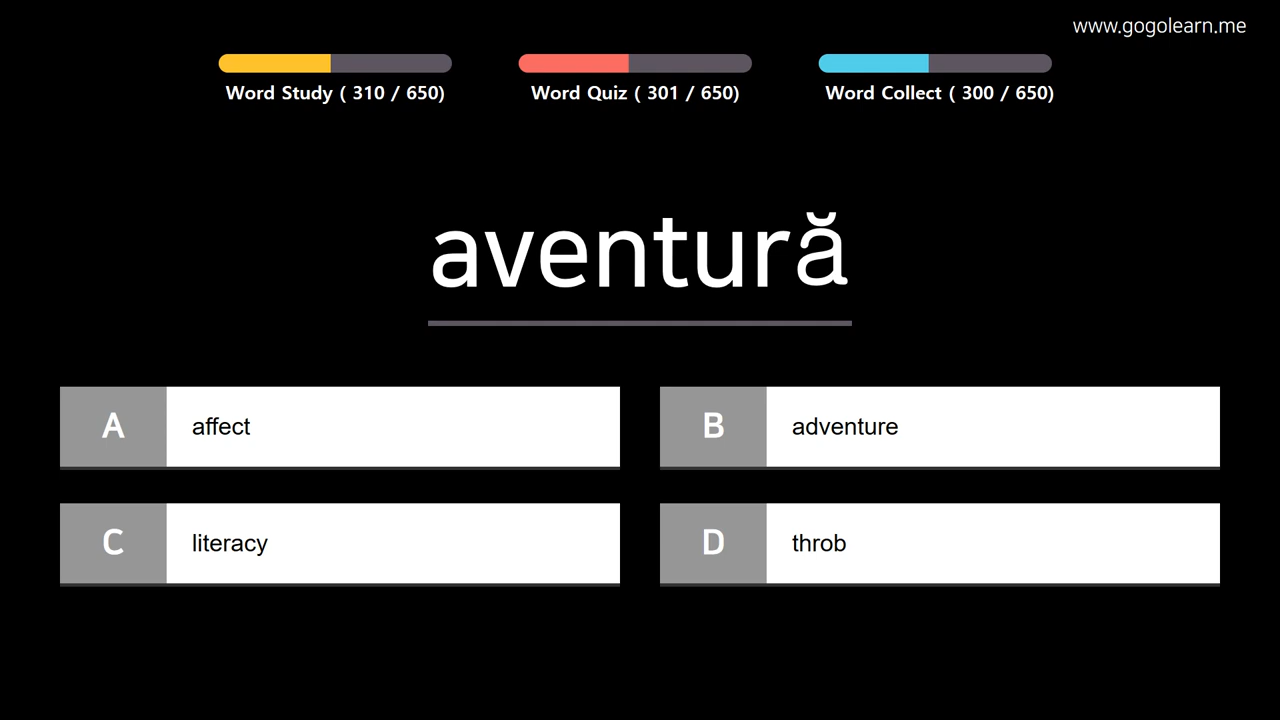 www.gogolearn.me
Word Study ( 310 / 650)
Word Quiz ( 301 / 650)
Word Collect ( 300 / 650)
aventură
A affect
B adventure
C literacy
D throb